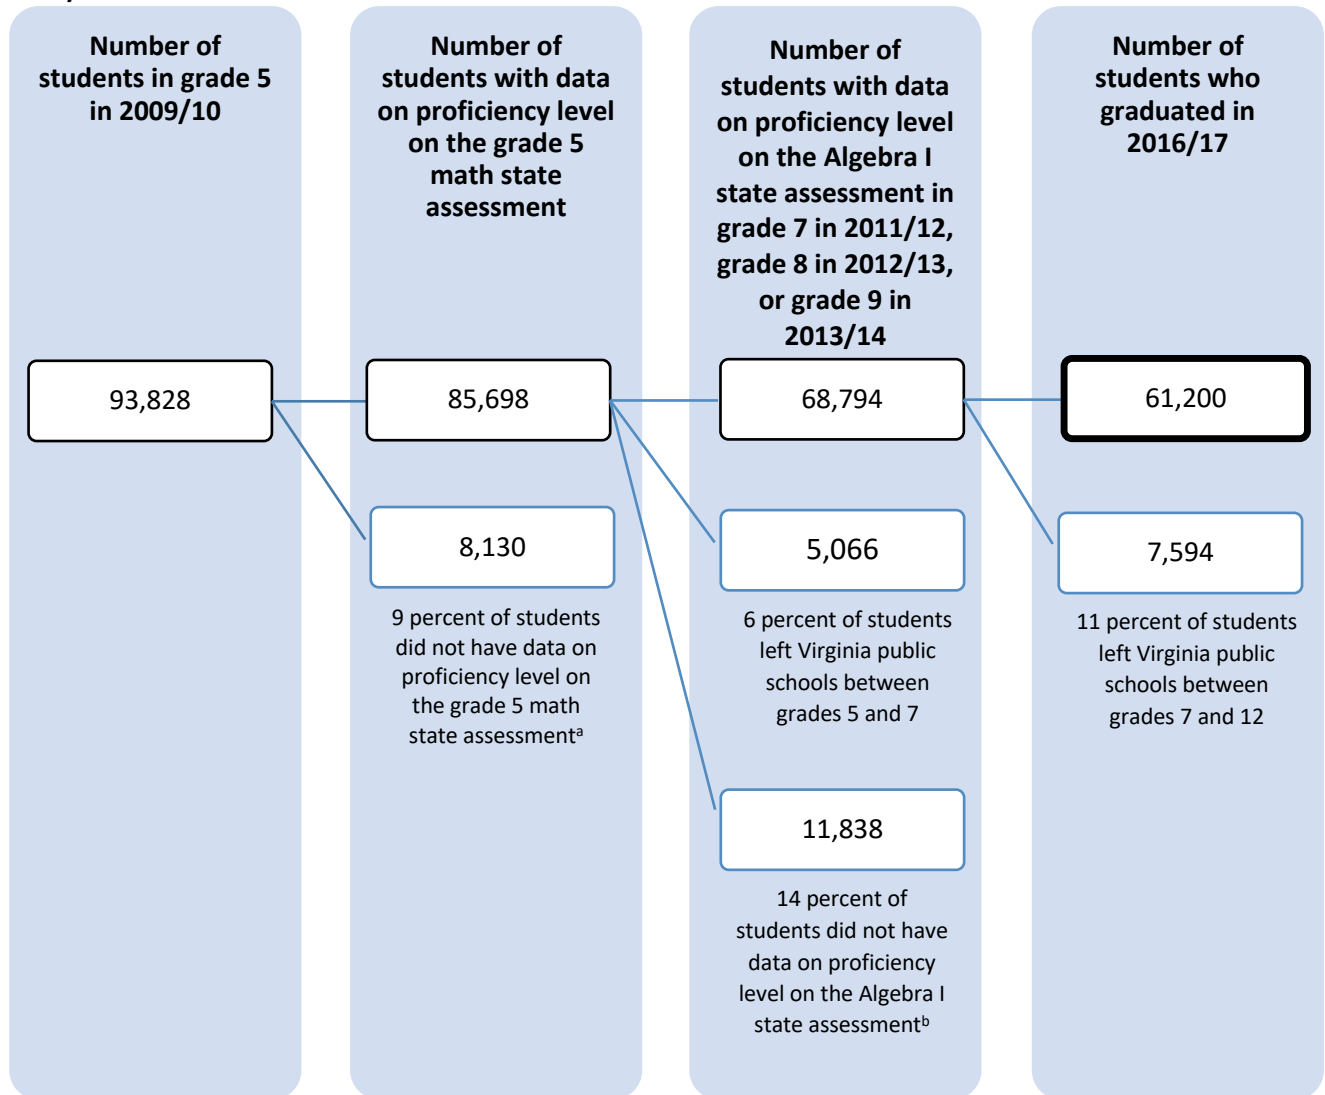 Number of
students in grade 5
in 2009/10
Number of
students with data
on proficiency level
on the grade 5
math state
assessment
Number of
students with data
on proficiency level
on the Algebra I
state assessment in
grade 7 in 2011/12,
grade 8 in 2012/13,
or grade 9 in
2013/14
Number of
students who
graduated in
2016/17
93,828
85,698
68,794
61,200
8,130
9 percent of students
did not have data on
proficiency level on
the grade 5 math
state assessmentᵃ
5,066
6 percent of students
left Virginia public
schools between
grades 5 and 7
7,594
11 percent of students
left Virginia public
schools between
grades 7 and 12
11,838
14 percent of
students did not have
data on proficiency
level on the Algebra I
state assessmentᵇ